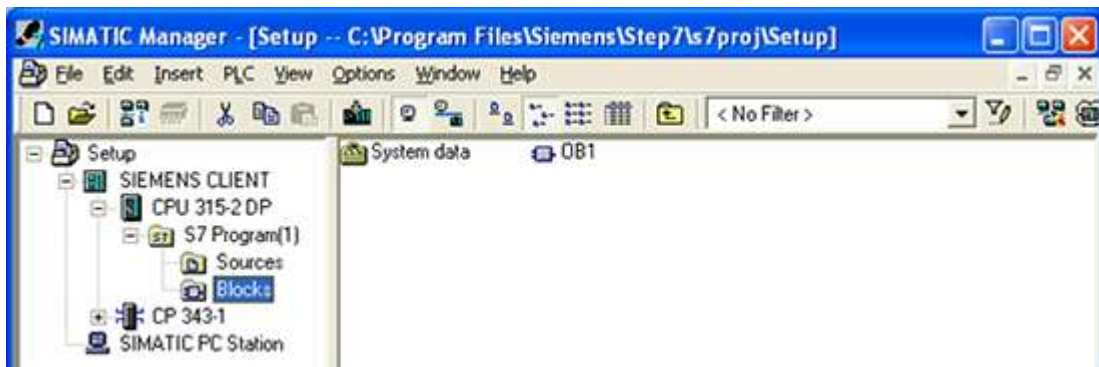 SIMATIC Manager - [Setup -- C:\Program Files\Siemens\Step7\s7proj\Setup]
File Edit Insert PLC View Options Window Help
< No Filter >
Setup
SIEMENS CLIENT
CPU 315-2 DP
S7 Program(1)
Sources
Blocks
CP 343-1
SIMATIC PC Station
System data OB1